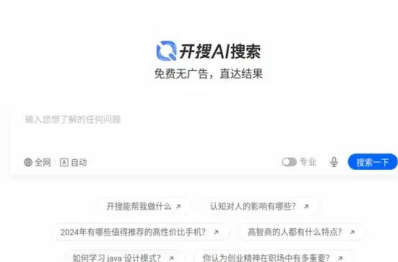 开搜AI搜索
免费无广告，直达结果
输入您想了解的任何问题
全网 自动 专业 搜索一下
开搜能帮我做什么 认知对人的影响有哪些？
2024年有哪些值得推荐的高性价比手机？ 高智商的人都有什么特点？
如何学习 java 设计模式？ 你认为创业精神在职场中有多重要？